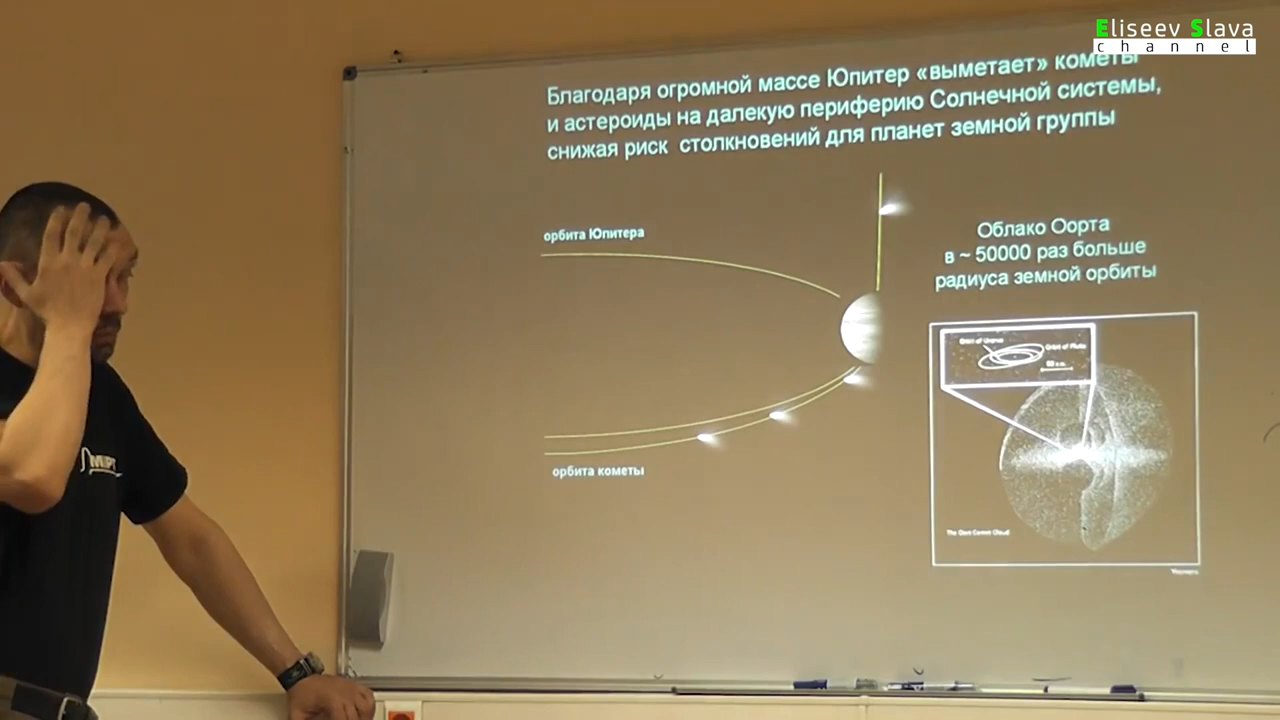 Eliseev Slava
channel
Благодаря огромной массе Юпитер «выметает» кометы
и астероиды на далекую периферию Солнечной системы,
снижая риск столкновений для планет земной группы
орбита Юпитера
Облако Оорта
в ~ 50000 раз больше
радиуса земной орбиты
Orbit of Uranus
Orbit of Pluto
орбита кометы
The Oort Comet Cloud